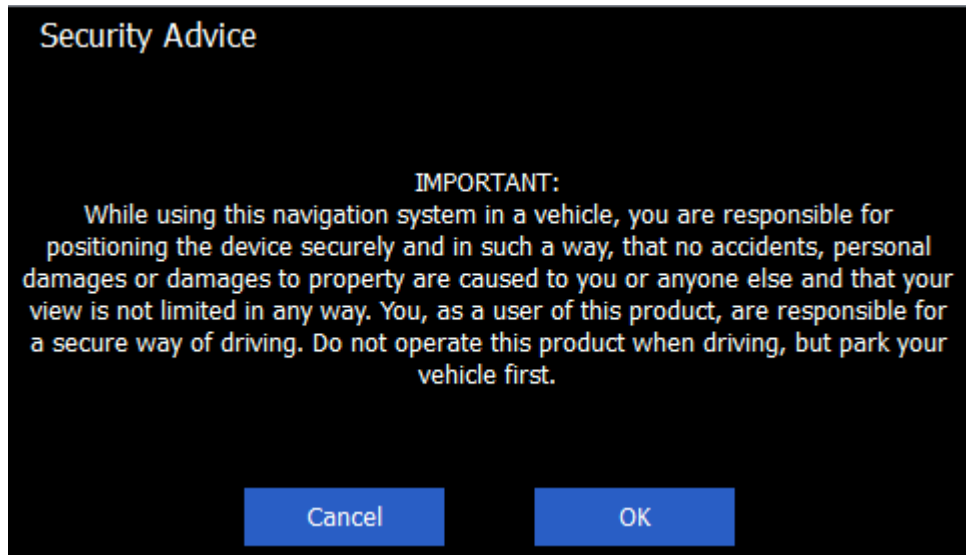 Security Advice
IMPORTANT:
While using this navigation system in a vehicle, you are responsible for
positioning the device securely and in such a way, that no accidents, personal
damages or damages to property are caused to you or anyone else and that your
view is not limited in any way. You, as a user of this product, are responsible for
a secure way of driving. Do not operate this product when driving, but park your
vehicle first.
Cancel OK